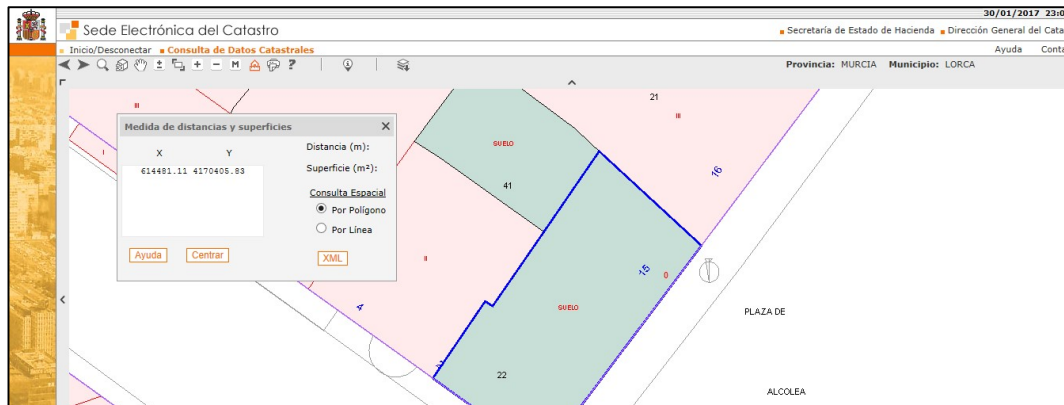 30/01/2017 23:0
Sede Electrónica del Catastro
Secretaría de Estado de Hacienda Dirección General del Cata
Inicio/Desconectar Consulta de Datos Catastrales
Ayuda Conta
M ?
Provincia: MURCIA Municipio: LORCA
Medida de distancias y superficies X
X Y
614481.11 4170405.83
Distancia (m):
Superficie (m²):
Consulta Espacial
Por Polígono
Por Línea
Ayuda Centrar XML
III
I
21
III
SUELO
16
41
II
15
0
4
SUELO
PLAZA DE
22
ALCOLEA